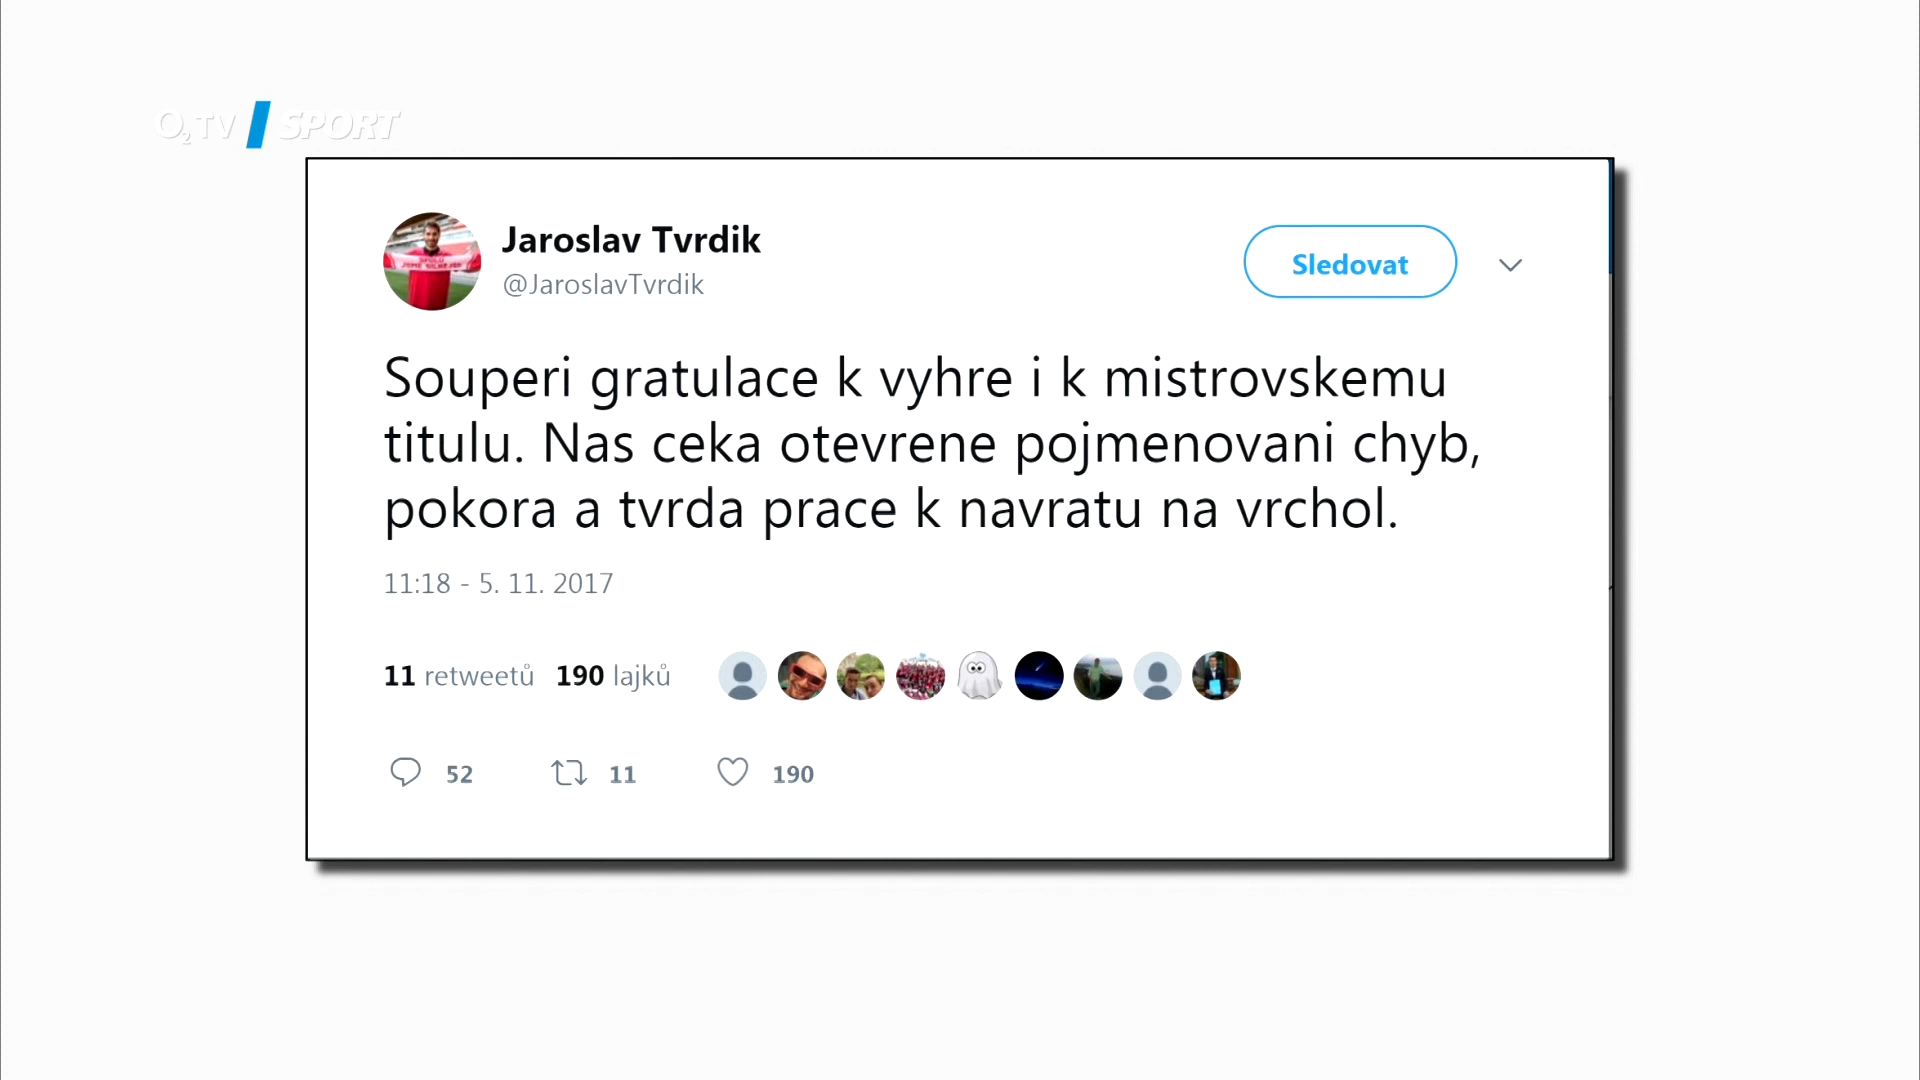 O2 TV SPORT
Jaroslav Tvrdik
@JaroslavTvrdik
Sledovat
Souperi gratulace k vyhre i k mistrovskemu
titulu. Nas ceka otevrene pojmenovani chyb,
pokora a tvrda prace k navratu na vrchol.
11:18 - 5. 11. 2017
11 retweetů 190 lajků
52 11 190